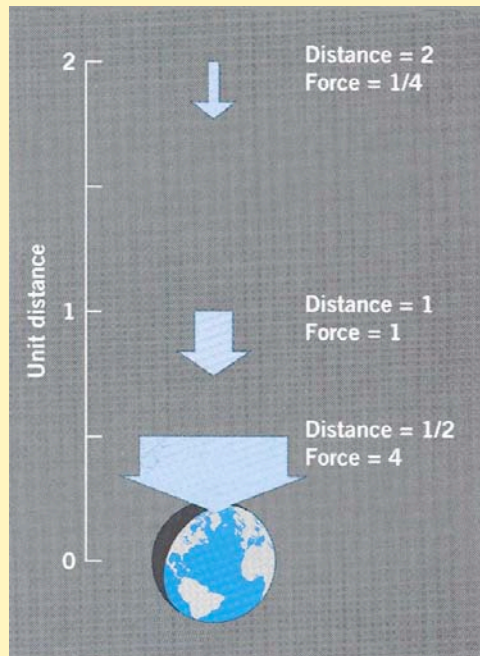 2
Distance = 2
Force = 1/4
Unit distance
1
Distance = 1
Force = 1
Distance = 1/2
Force = 4
0